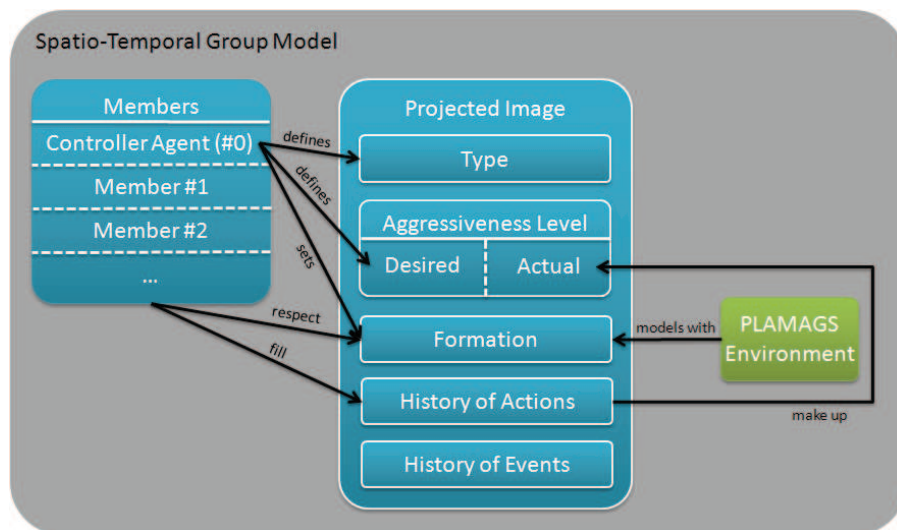 Spatio-Temporal Group Model
Members
Controller Agent (#0)
Member #1
Member #2
...
defines
defines
sets
respect
fill
Projected Image
Type
Aggressiveness Level
Desired
Actual
Formation
History of Actions
History of Events
models with
PLAMAGS
Environment
make up